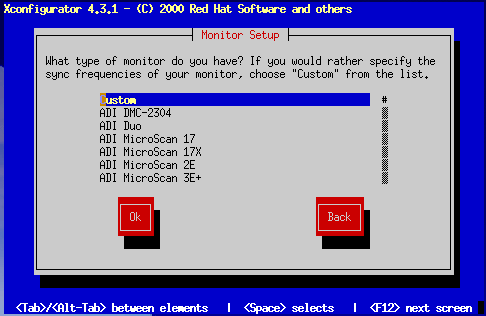 Xconfigurator 4.3.1 - (C) 2000 Red Hat Software and others
Monitor Setup
What type of monitor do you have? If you would rather specify the
sync frequencies of your monitor, choose "Custom" from the list.
Custom #
ADI DMC-2304
ADI Duo
ADI MicroScan 17
ADI MicroScan 17X
ADI MicroScan 2E
ADI MicroScan 3E+
Ok Back
<Tab>/<Alt-Tab> between elements | <Space> selects | <F12> next screen